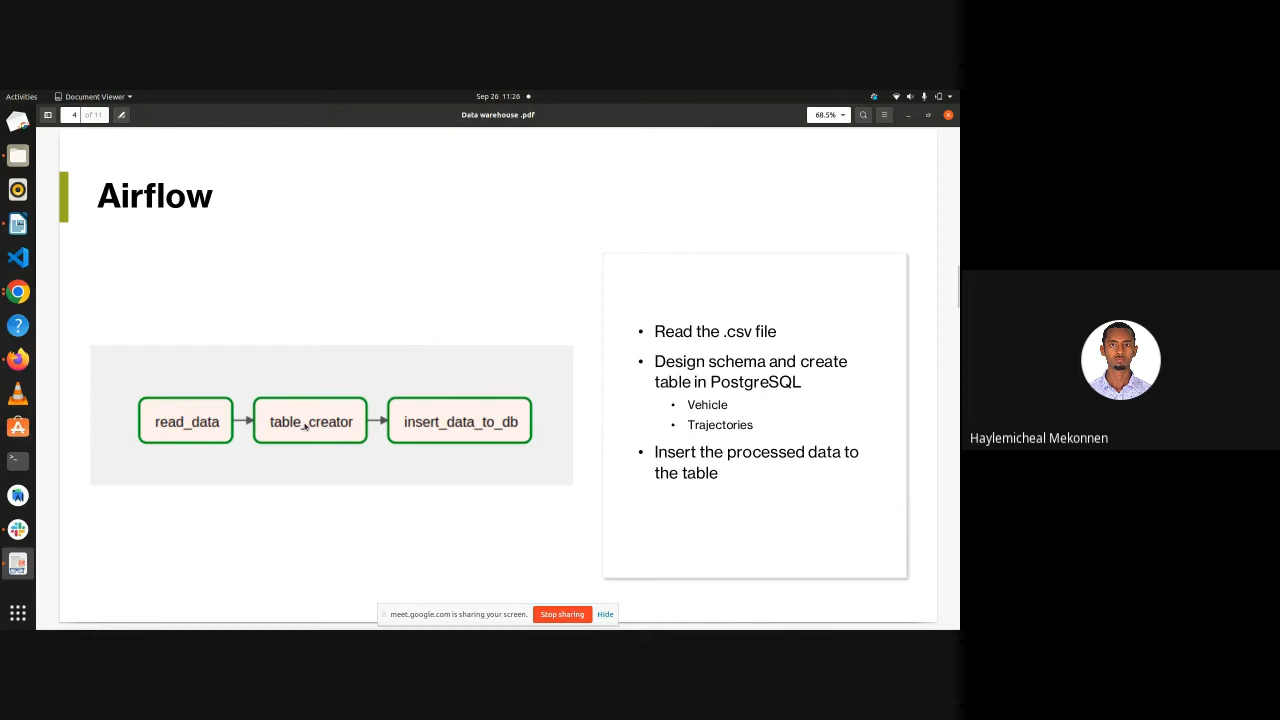 Activities
Document Viewer
Sep 26 11:26
4 of 11
Data warehouse .pdf
68.5%
Airflow
read_data
table_creator
insert_data_to_db
• Read the .csv file
• Design schema and create
table in PostgreSQL
• Vehicle
• Trajectories
• Insert the processed data to
the table
Haylemicheal Mekonnen
meet.google.com is sharing your screen.
Stop sharing
Hide